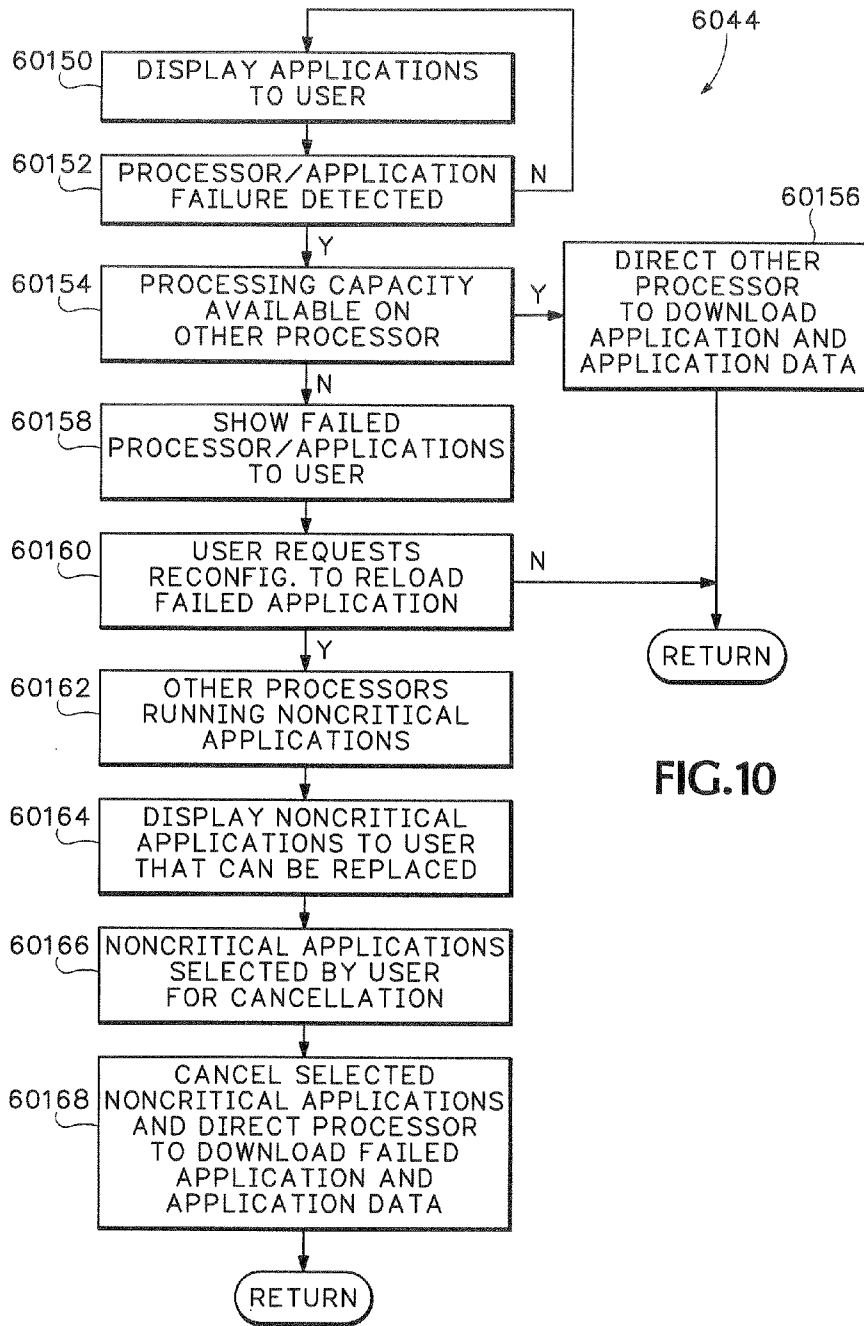 6044
60150
DISPLAY APPLICATIONS
TO USER
60152
PROCESSOR/APPLICATION
FAILURE DETECTED
N
Y
60154
PROCESSING CAPACITY
AVAILABLE ON
OTHER PROCESSOR
Y
60156
DIRECT OTHER
PROCESSOR
TO DOWNLOAD
APPLICATION AND
APPLICATION DATA
N
60158
SHOW FAILED
PROCESSOR/APPLICATIONS
TO USER
60160
USER REQUESTS
RECONFIG. TO RELOAD
FAILED APPLICATION
N
RETURN
Y
60162
OTHER PROCESSORS
RUNNING NONCRITICAL
APPLICATIONS
60164
DISPLAY NONCRITICAL
APPLICATIONS TO USER
THAT CAN BE REPLACED
60166
NONCRITICAL APPLICATIONS
SELECTED BY USER
FOR CANCELLATION
60168
CANCEL SELECTED
NONCRITICAL APPLICATIONS
AND DIRECT PROCESSOR
TO DOWNLOAD FAILED
APPLICATION AND
APPLICATION DATA
RETURN
FIG.10